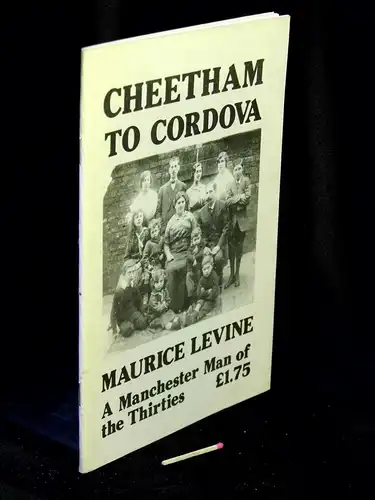 CHEETHAM
TO CORDOVA
MAURICE LEVINE
A Manchester Man of
the Thirties £1.75